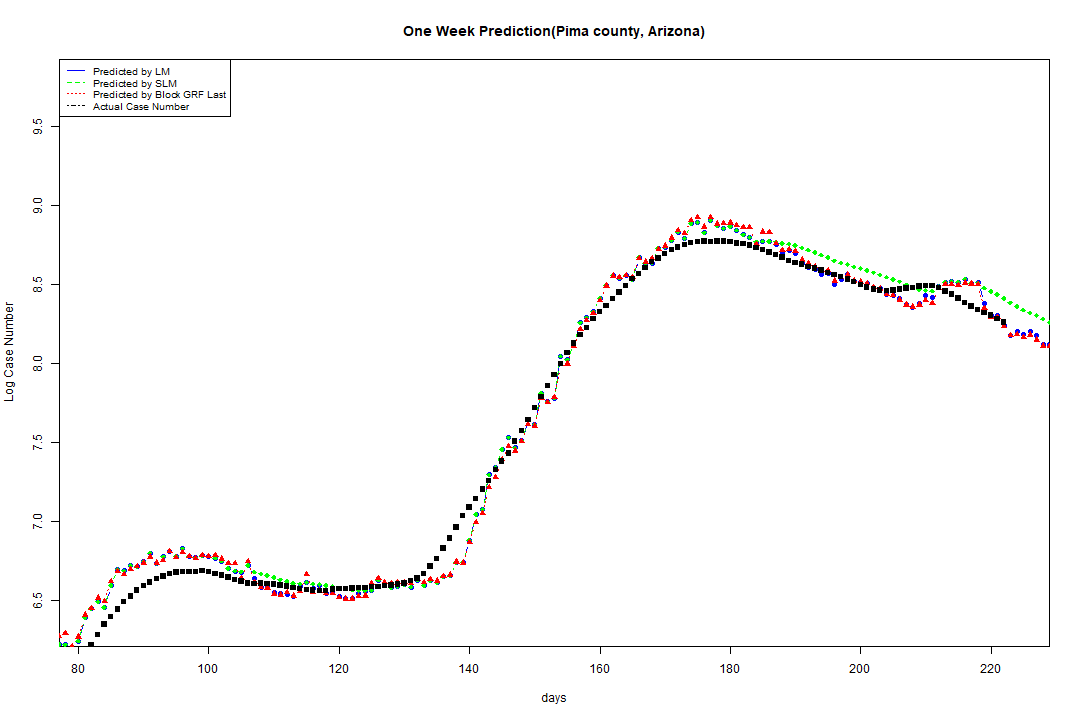 One Week Prediction(Pima county, Arizona)
Predicted by LM
Predicted by SLM
Predicted by Block GRF Last
Actual Case Number
9.5
9.0
8.5
8.0
7.5
7.0
6.5
Log Case Number
80 100 120 140 160 180 200 220
days